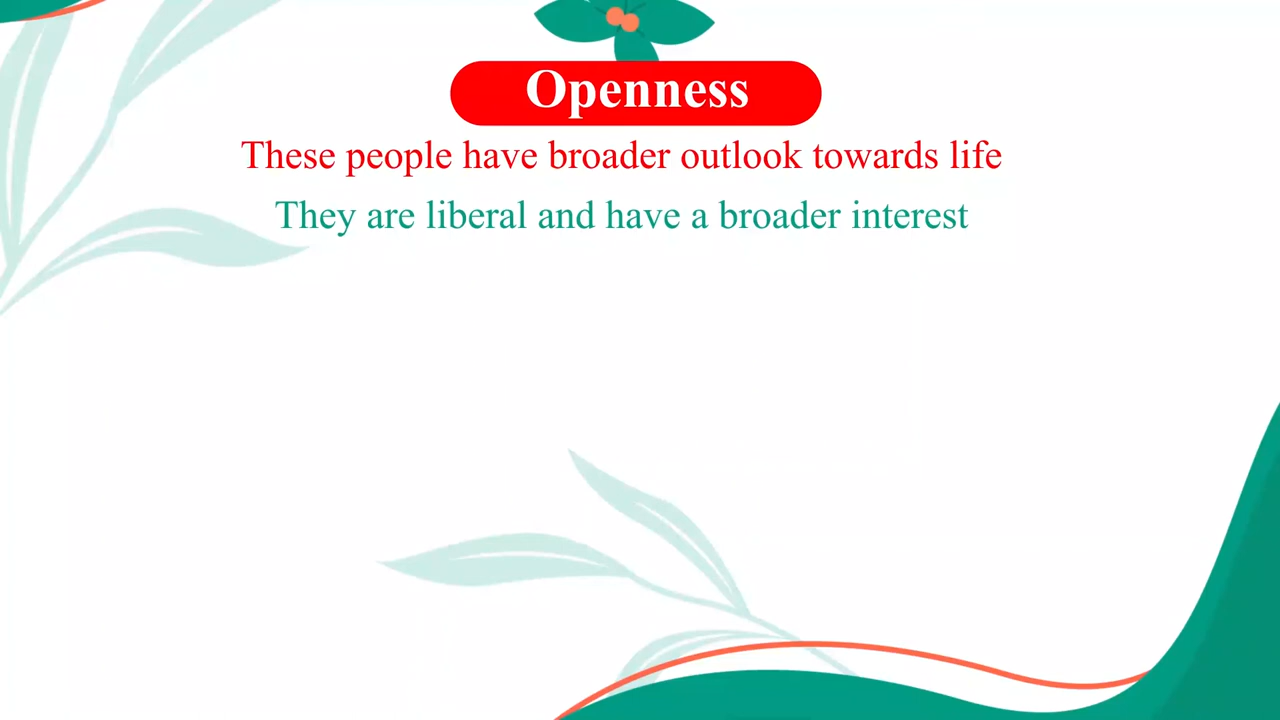 Openness
These people have broader outlook towards life
They are liberal and have a broader interest